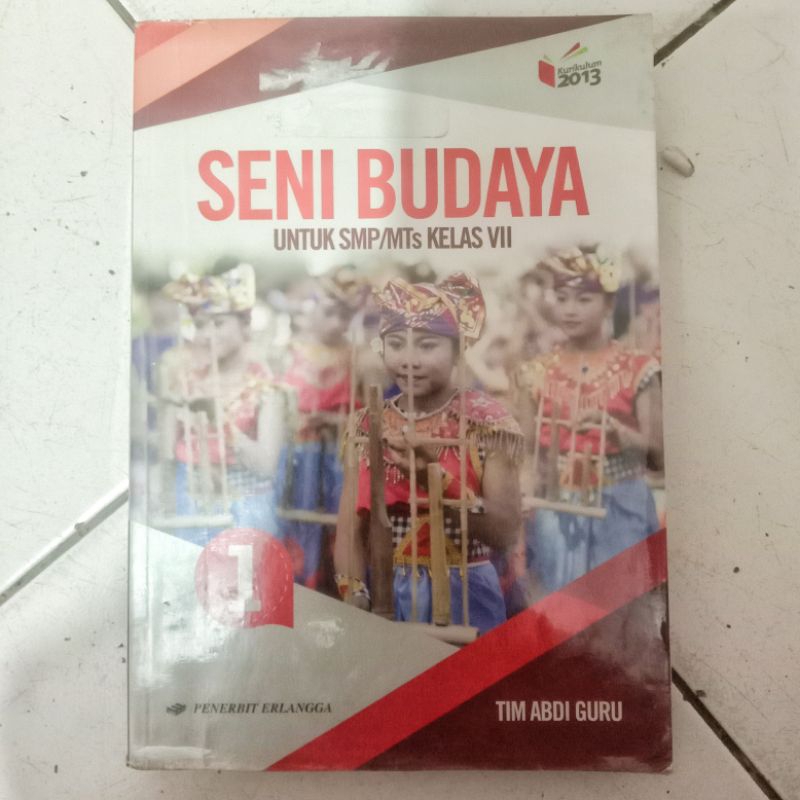 Kurikulum
2013
SENI BUDAYA
UNTUK SMP/MTs KELAS VII
1
PENERBIT ERLANGGA
TIM ABDI GURU